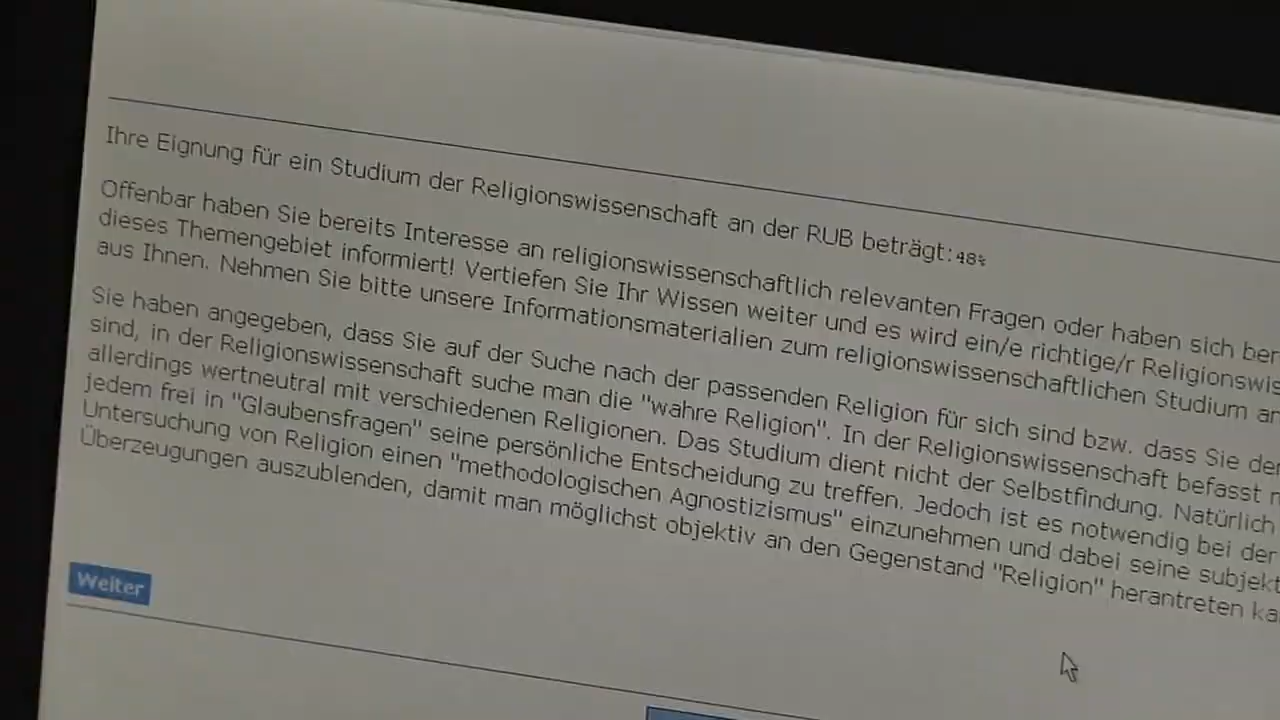 Ihre Eignung für ein Studium der Religionswissenschaft an der RUB beträgt: 48%
Offenbar haben Sie bereits Interesse an religionswissenschaftlich relevanten Fragen oder haben sich ber
dieses Themengebiet informiert! Vertiefen Sie Ihr Wissen weiter und es wird ein/e richtige/r Religionswis
aus Ihnen. Nehmen Sie bitte unsere Informationsmaterialien zum religionswissenschaftlichen Studium an
Sie haben angegeben, dass Sie auf der Suche nach der passenden Religion für sich sind bzw. dass Sie der
sind, in der Religionswissenschaft suche man die "wahre Religion". In der Religionswissenschaft befasst m
allerdings wertneutral mit verschiedenen Religionen. Das Studium dient nicht der Selbstfindung. Natürlich
jedem frei in "Glaubensfragen" seine persönliche Entscheidung zu treffen. Jedoch ist es notwendig bei der
Untersuchung von Religion einen "methodologischen Agnostizismus" einzunehmen und dabei seine subjekt
Überzeugungen auszublenden, damit man möglichst objektiv an den Gegenstand "Religion" herantreten ka
Weiter